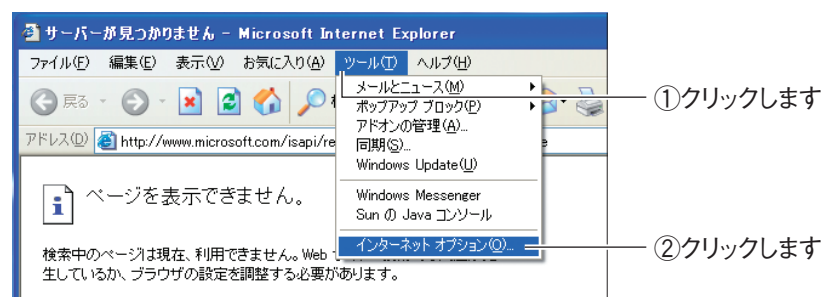 サーバーが見つかりません - Microsoft Internet Explorer
ファイル(F) 編集(E) 表示(V) お気に入り(A) ツール(T) ヘルプ(H)
戻る
メールとニュース(M)
ポップアップ ブロック(P)
アドオンの管理(A)...
同期(S)...
Windows Update(U)
Windows Messenger
Sun の Java コンソール
インターネット オプション(O)...
①クリックします
②クリックします
アドレス(D) http://www.microsoft.com/isapi/re
ページを表示できません。
検索中のページは現在、利用できません。Web
生しているか、ブラウザの設定を調整する必要があります。